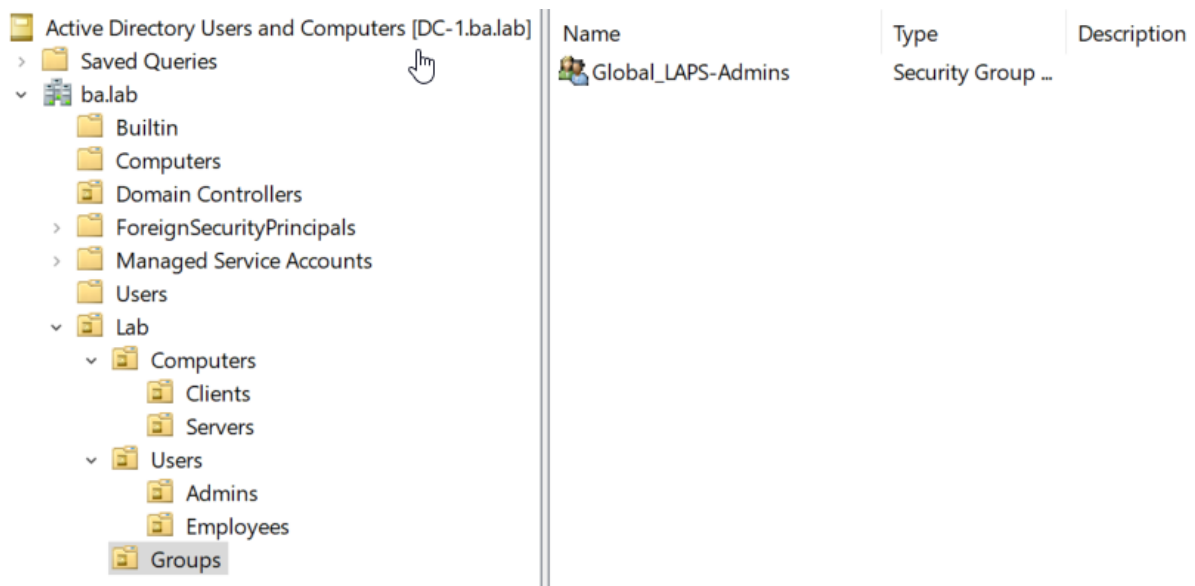 Active Directory Users and Computers [DC-1.ba.lab]
Saved Queries
ba.lab
Builtin
Computers
Domain Controllers
ForeignSecurityPrincipals
Managed Service Accounts
Users
Lab
Computers
Clients
Servers
Users
Admins
Employees
Groups
Name Type Description
Global_LAPS-Admins Security Group ...